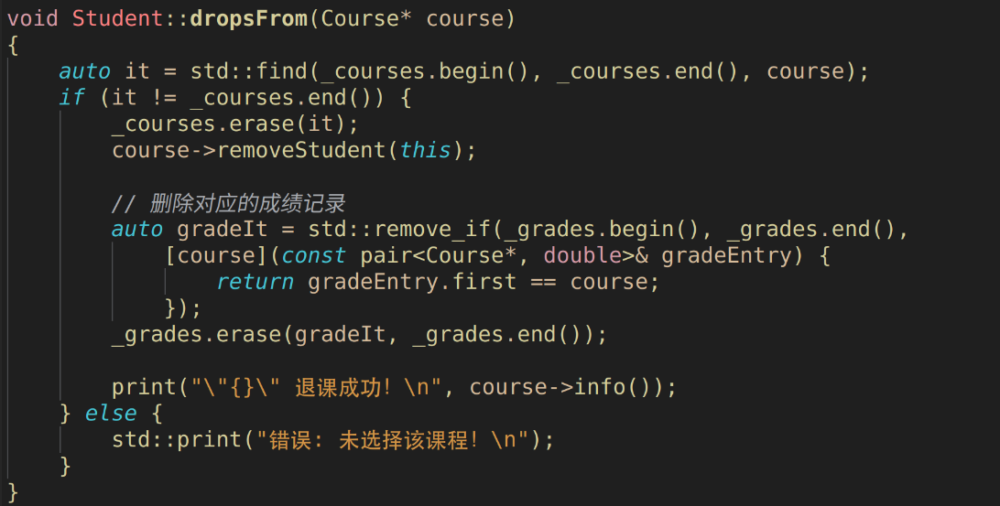 void Student::dropsFrom(Course* course)
{
    auto it = std::find(_courses.begin(), _courses.end(), course);
    if (it != _courses.end()) {
        _courses.erase(it);
        course->removeStudent(this);

        // 删除对应的成绩记录
        auto gradeIt = std::remove_if(_grades.begin(), _grades.end(),
            [course](const pair<Course*, double>& gradeEntry) {
                return gradeEntry.first == course;
            });
        _grades.erase(gradeIt, _grades.end());

        print("\"{}\" 退课成功！\n", course->info());
    } else {
        std::print("错误：未选择该课程！\n");
    }
}